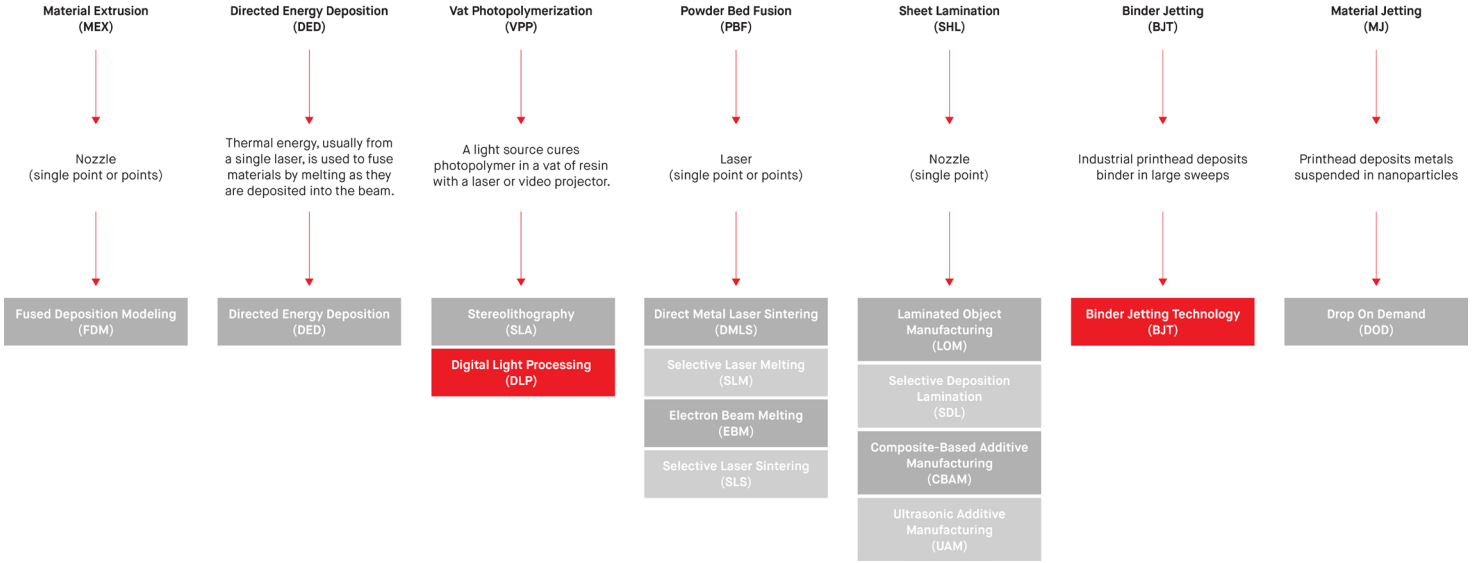 Material Extrusion
(MEX)
Nozzle
(single point or points)
Fused Deposition Modeling
(FDM)
Directed Energy Deposition
(DED)
Thermal energy, usually from
a single laser, is used to fuse
materials by melting as they
are deposited into the beam.
Directed Energy Deposition
(DED)
Vat Photopolymerization
(VPP)
A light source cures
photopolymer in a vat of resin
with a laser or video projector.
Stereolithography
(SLA)
Digital Light Processing
(DLP)
Powder Bed Fusion
(PBF)
Laser
(single point or points)
Direct Metal Laser Sintering
(DMLS)
Selective Laser Melting
(SLM)
Electron Beam Melting
(EBM)
Selective Laser Sintering
(SLS)
Sheet Lamination
(SHL)
Nozzle
(single point)
Laminated Object
Manufacturing
(LOM)
Selective Deposition
Lamination
(SDL)
Composite-Based Additive
Manufacturing
(CBAM)
Ultrasonic Additive
Manufacturing
(UAM)
Binder Jetting
(BJT)
Industrial printhead deposits
binder in large sweeps
Binder Jetting Technology
(BJT)
Material Jetting
(MJ)
Printhead deposits metals
suspended in nanoparticles
Drop On Demand
(DOD)